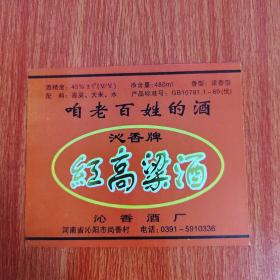 酒精度：45%±1°(V/V)　净含量：480ml　香型：浓香型
配　料：高粱、大米、水　产品标准号：GB10781.1-89(优)
咱老百姓的酒
沁香牌
红高粱酒
沁香酒厂
河南省沁阳市尚香村　电话：0391-5910336